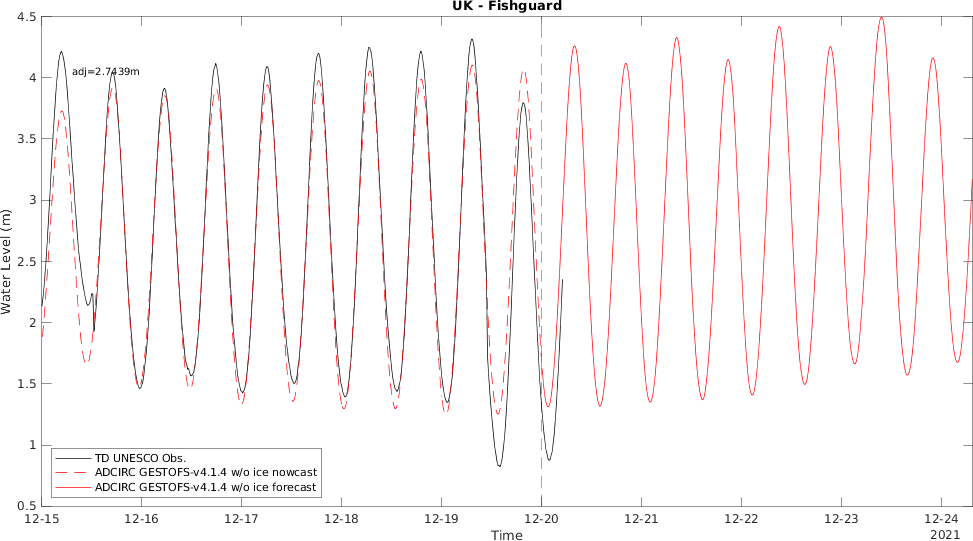 UK - Fishguard
4.5
4
3.5
3
2.5
2
1.5
1
0.5
Water Level (m)
adj=2.7439m
TD UNESCO Obs.
ADCIRC GESTOFS-v4.1.4 w/o ice nowcast
ADCIRC GESTOFS-v4.1.4 w/o ice forecast
12-15 12-16 12-17 12-18 12-19 12-20 12-21 12-22 12-23 12-24
Time
2021